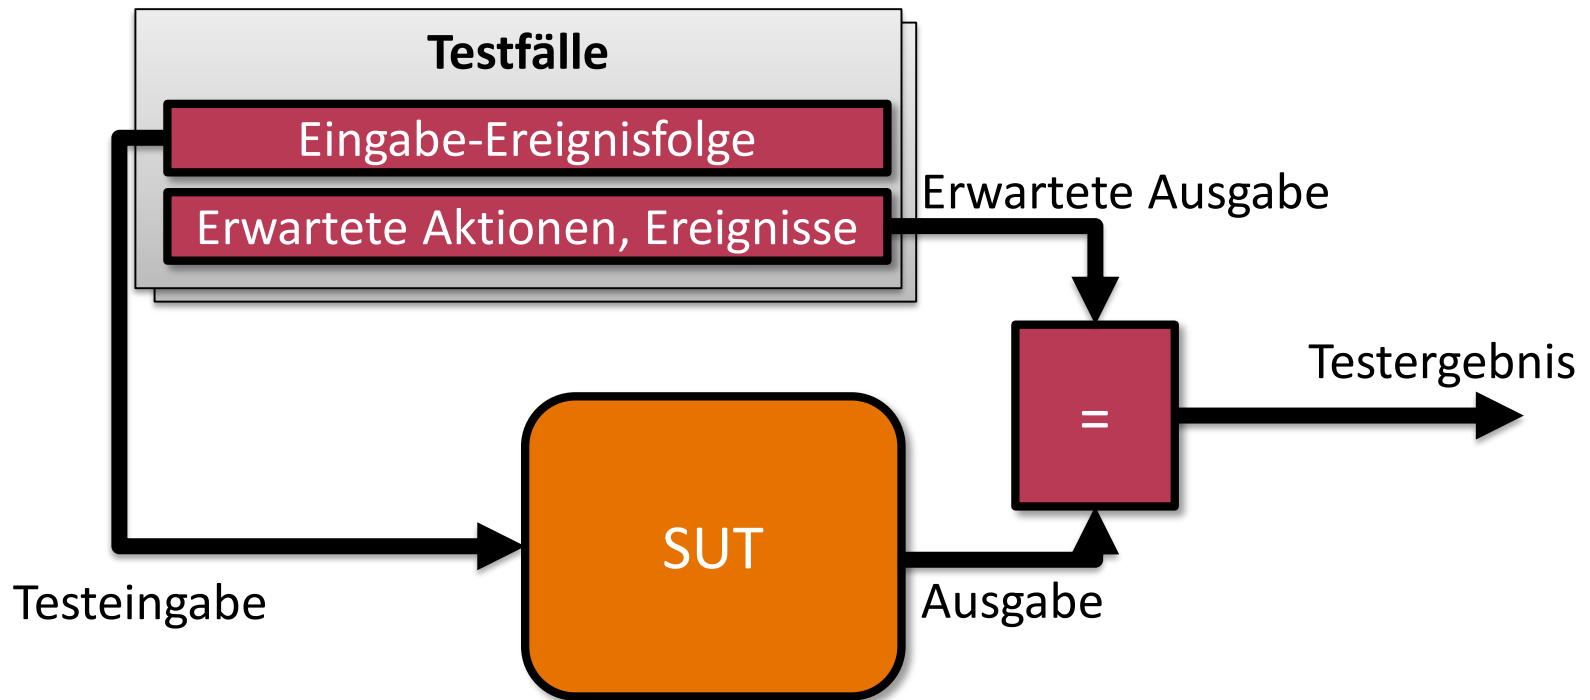 Testfälle
Eingabe-Ereignisfolge
Erwartete Aktionen, Ereignisse
Erwartete Ausgabe
=
Testergebnis
SUT
Testeingabe
Ausgabe